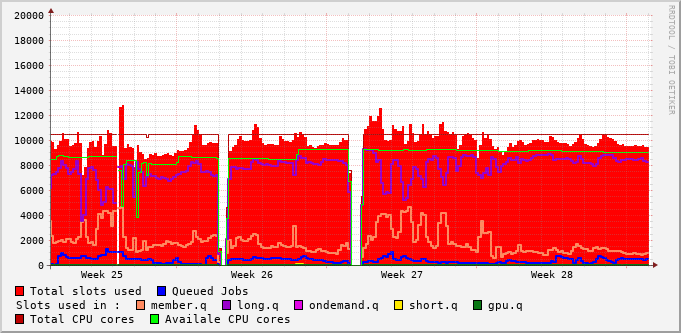 20000
18000
16000
14000
12000
10000
8000
6000
4000
2000
0
Week 25 Week 26 Week 27 Week 28
RRDTOOL / TOBI OETIKER
Total slots used Queued Jobs
Slots used in : member.q long.q ondemand.q short.q gpu.q
Total CPU cores Availale CPU cores